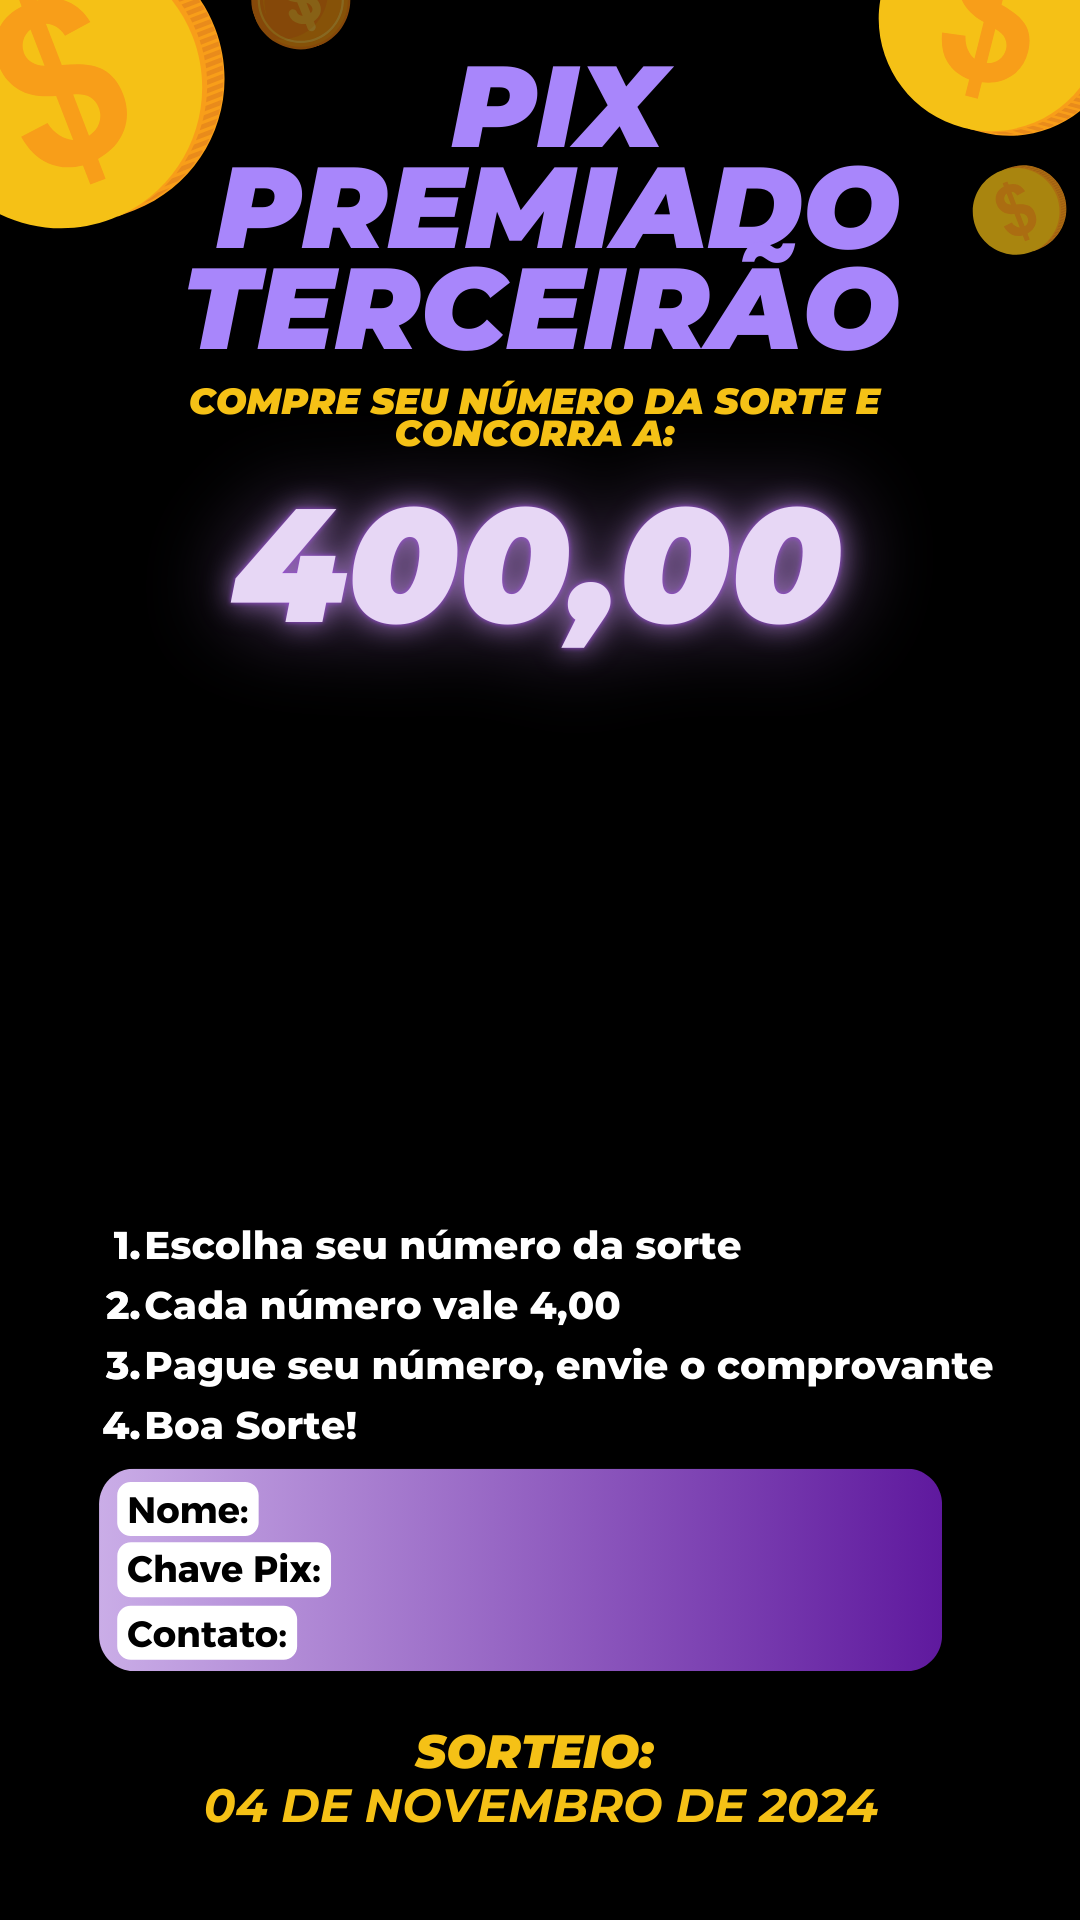 PIX
PREMIADO
TERCEIRÃO
COMPRE SEU NÚMERO DA SORTE E
CONCORRA A:
400,00
1. Escolha seu número da sorte
2. Cada número vale 4,00
3. Pague seu número, envie o comprovante
4. Boa Sorte!
Nome:
Chave Pix:
Contato:
SORTEIO:
04 DE NOVEMBRO DE 2024